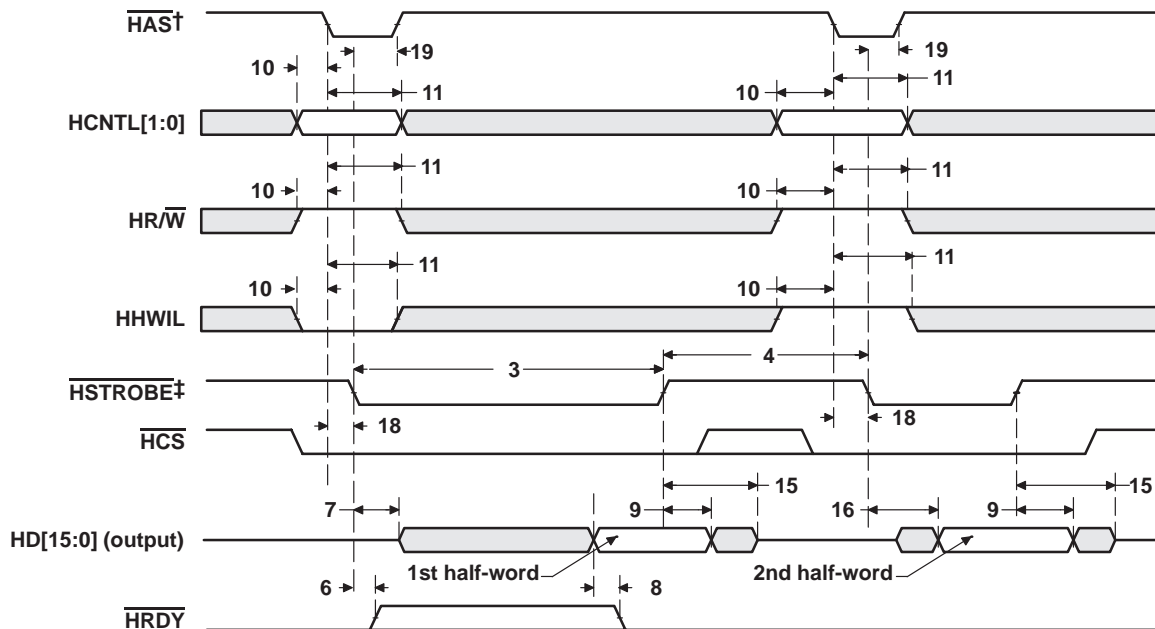 HAS†
19
19
10
11
10
11
HCNTL[1:0]
11
11
10
10
HR/W
11
11
10
10
HHWIL
3
4
HSTROBE‡
18
18
HCS
15
15
7
9
16
9
HD[15:0] (output)
1st half-word
2nd half-word
6
8
HRDY